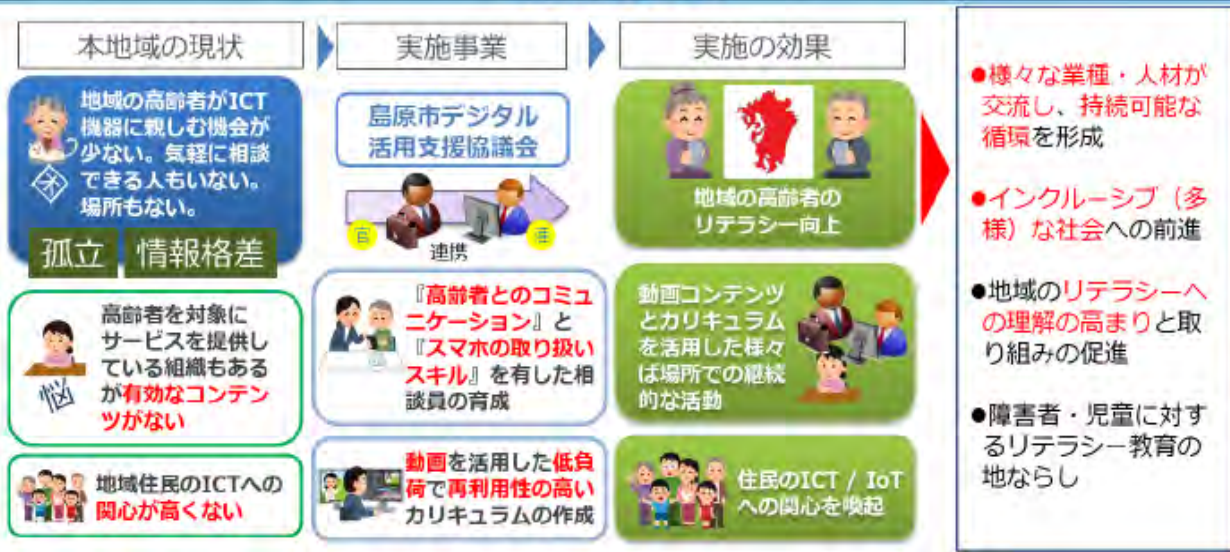 本地域の現状
地域の高齢者がICT
機器に親しむ機会が
少ない。気軽に相談
できる人もいない。
場所もない。
困
孤立
情報格差
高齢者を対象に
サービスを提供し
ている組織もある
が有効なコンテン
ツがない
悩
地域住民のICTへの
関心が高くない
実施事業
島原市デジタル
活用支援協議会
官
連携
『高齢者とのコミュ
ニケーション』と
『スマホの取り扱い
スキル』を有した相
談員の育成
動画を活用した低負
荷で再利用性の高い
カリキュラムの作成
実施の効果
地域の高齢者の
リテラシー向上
動画コンテンツ
とカリキュラム
を活用した様々
ば場所での継続
的な活動
住民のICT / IoT
への関心を喚起
●様々な業種・人材が
交流し、持続可能な
循環を形成
●インクルーシブ（多
様）な社会への前進
●地域のリテラシーへ
の理解の高まりと取
り組みの促進
●障害者・児童に対す
るリテラシー教育の
地ならし